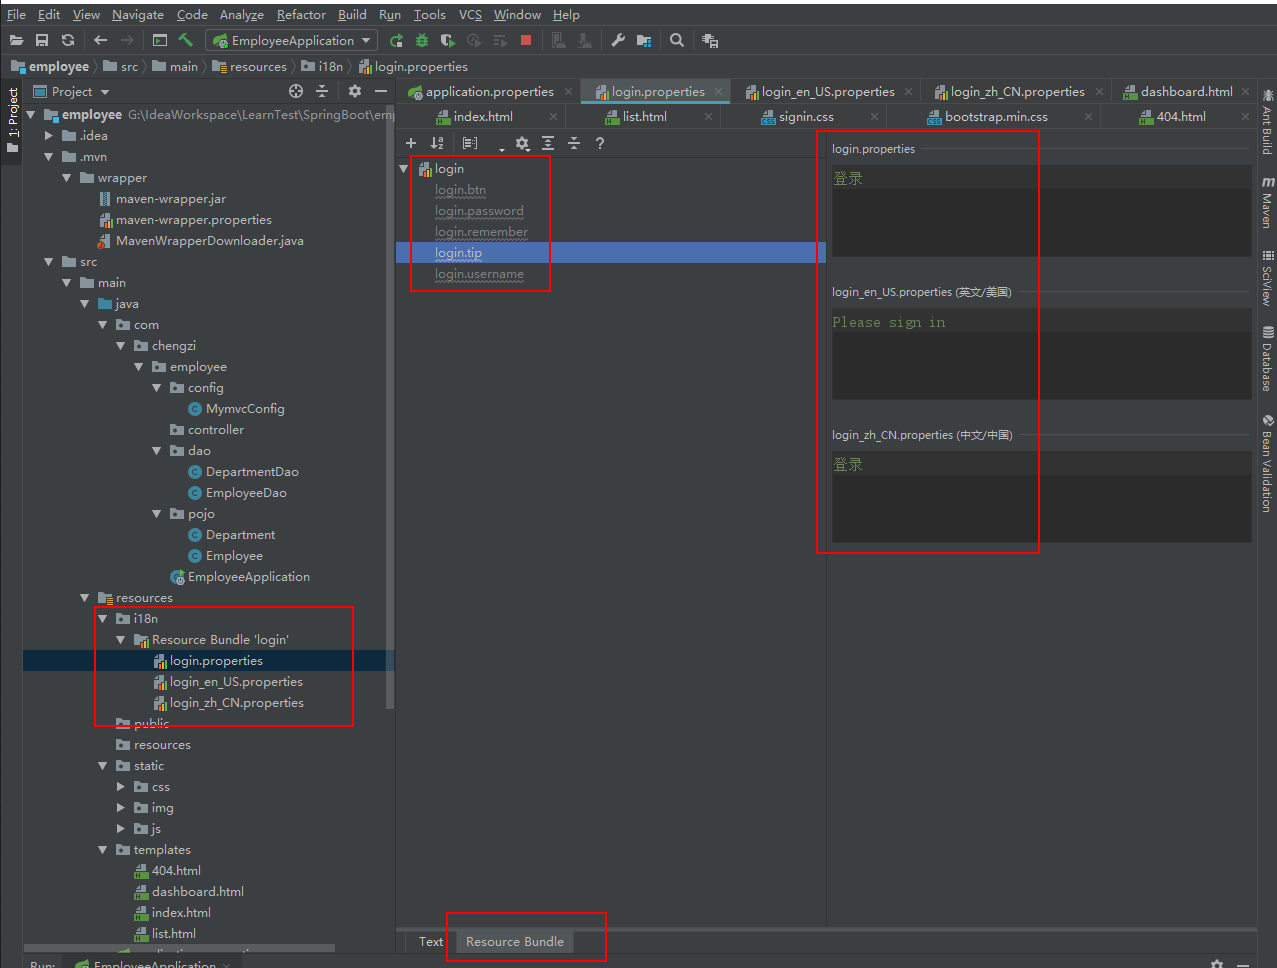 File Edit View Navigate Code Analyze Refactor Build Run Tools VCS Window Help
EmployeeApplication
employee src main resources i18n login.properties
1: Project
Project
employee G:\IdeaWorkspace\LearnTest\SpringBoot\emp
.idea
.mvn
wrapper
maven-wrapper.jar
maven-wrapper.properties
MavenWrapperDownloader.java
src
main
java
com
chengzi
employee
config
MymvcConfig
controller
dao
DepartmentDao
EmployeeDao
pojo
Department
Employee
EmployeeApplication
resources
i18n
Resource Bundle 'login'
login.properties
login_en_US.properties
login_zh_CN.properties
public
resources
static
css
img
js
templates
404.html
dashboard.html
index.html
list.html
application.properties login.properties login_en_US.properties login_zh_CN.properties dashboard.html
index.html list.html signin.css bootstrap.min.css 404.html
login
login.btn
login.password
login.remember
login.tip
login.username
login.properties
登录
login_en_US.properties (英文/美国)
Please sign in
login_zh_CN.properties (中文/中国)
登录
Text Resource Bundle
Ant Build
Maven
SciView
Database
Bean Validation
Run: EmployeeApplication